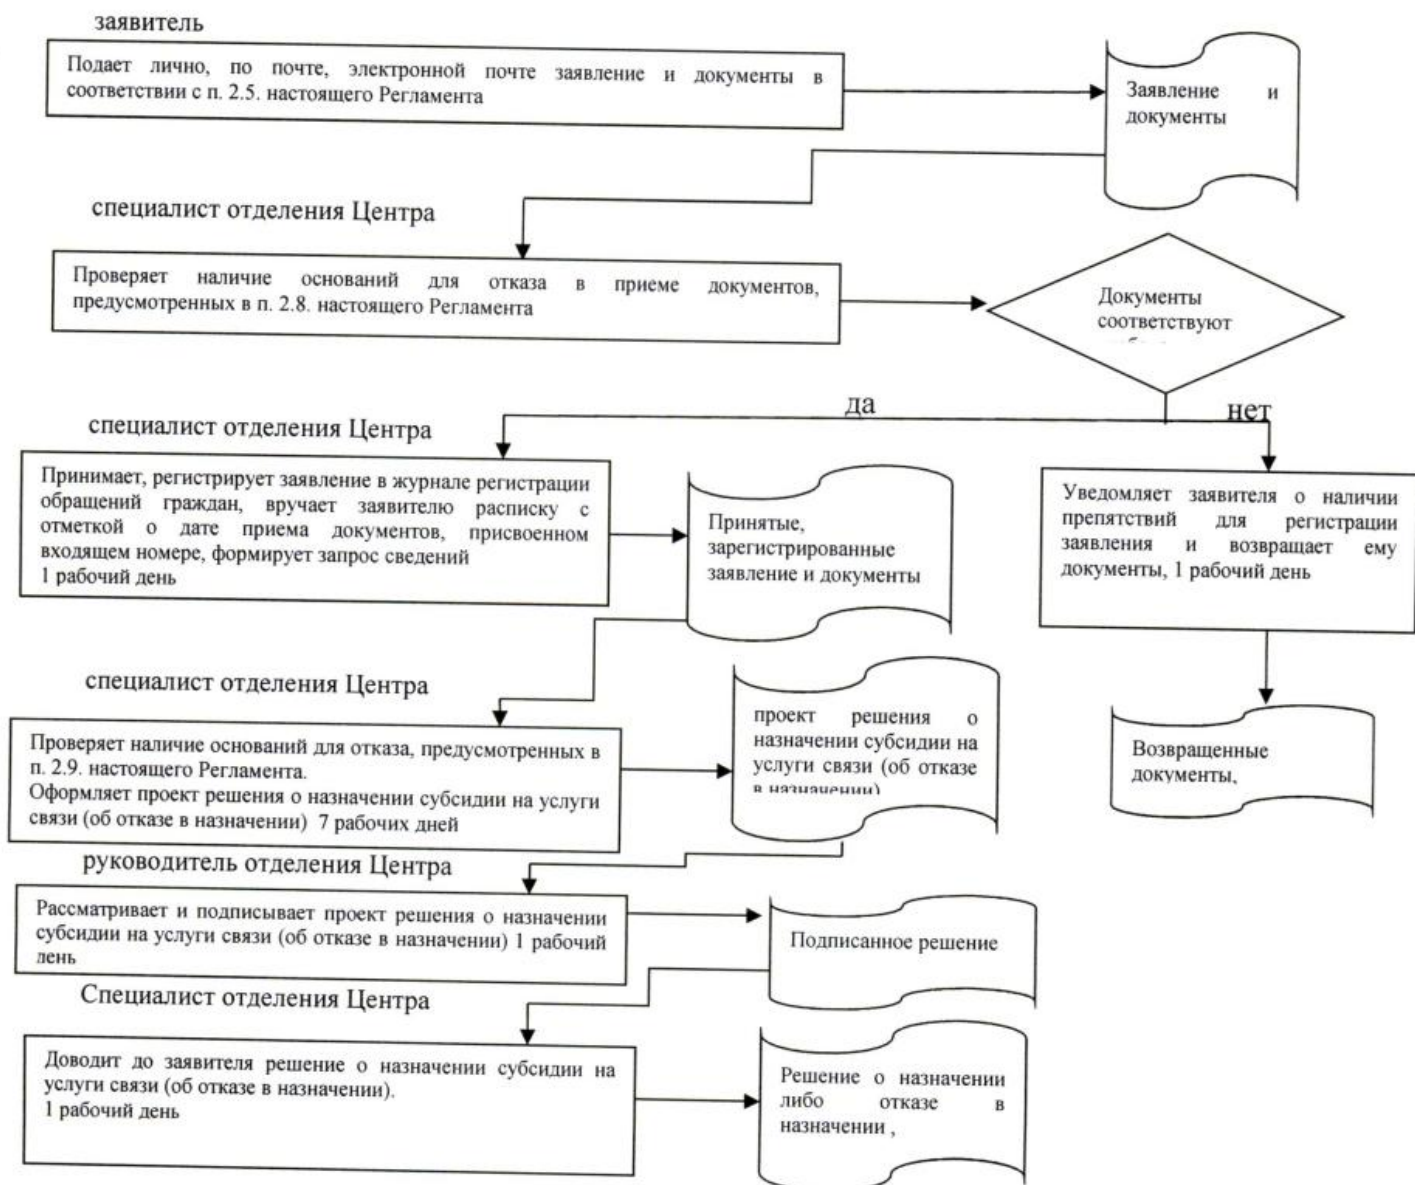 заявитель
Подает лично, по почте, электронной почте заявление и документы в
соответствии с п. 2.5. настоящего Регламента
Заявление и
документы
специалист отделения Центра
Проверяет наличие оснований для отказа в приеме документов,
предусмотренных в п. 2.8. настоящего Регламента
Документы
соответствуют
да
нет
специалист отделения Центра
Принимает, регистрирует заявление в журнале регистрации
обращений граждан, вручает заявителю расписку с
отметкой о дате приема документов, присвоенном
входящем номере, формирует запрос сведений
1 рабочий день
Принятые,
зарегистрированные
заявление и документы
Уведомляет заявителя о наличии
препятствий для регистрации
заявления и возвращает ему
документы, 1 рабочий день
специалист отделения Центра
Проверяет наличие оснований для отказа, предусмотренных в
п. 2.9. настоящего Регламента.
Оформляет проект решения о назначении субсидии на услуги
связи (об отказе в назначении) 7 рабочих дней
проект решения о
назначении субсидии на
услуги связи (об отказе
в назначении)
Возвращенные
документы,
руководитель отделения Центра
Рассматривает и подписывает проект решения о назначении
субсидии на услуги связи (об отказе в назначении) 1 рабочий
день
Подписанное решение
Специалист отделения Центра
Доводит до заявителя решение о назначении субсидии на
услуги связи (об отказе в назначении).
1 рабочий день
Решение о назначении
либо отказе в
назначении ,